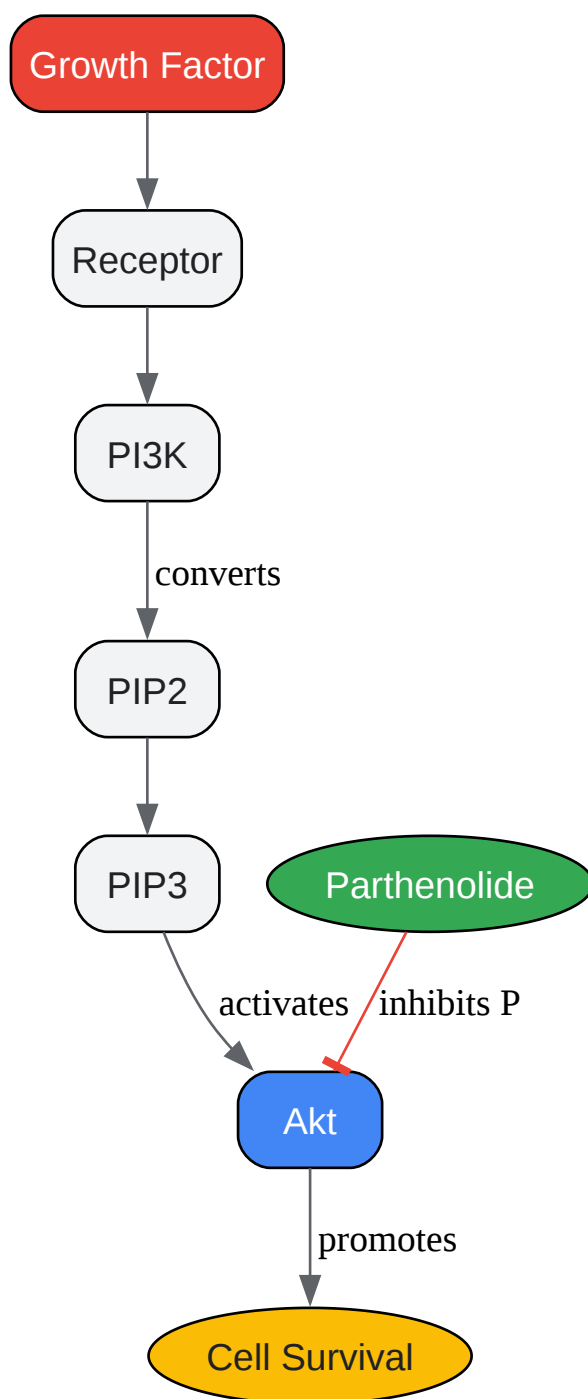 Growth Factor
Receptor
PI3K
converts
PIP2
PIP3
Parthenolide
activates
inhibits P
Akt
promotes
Cell Survival